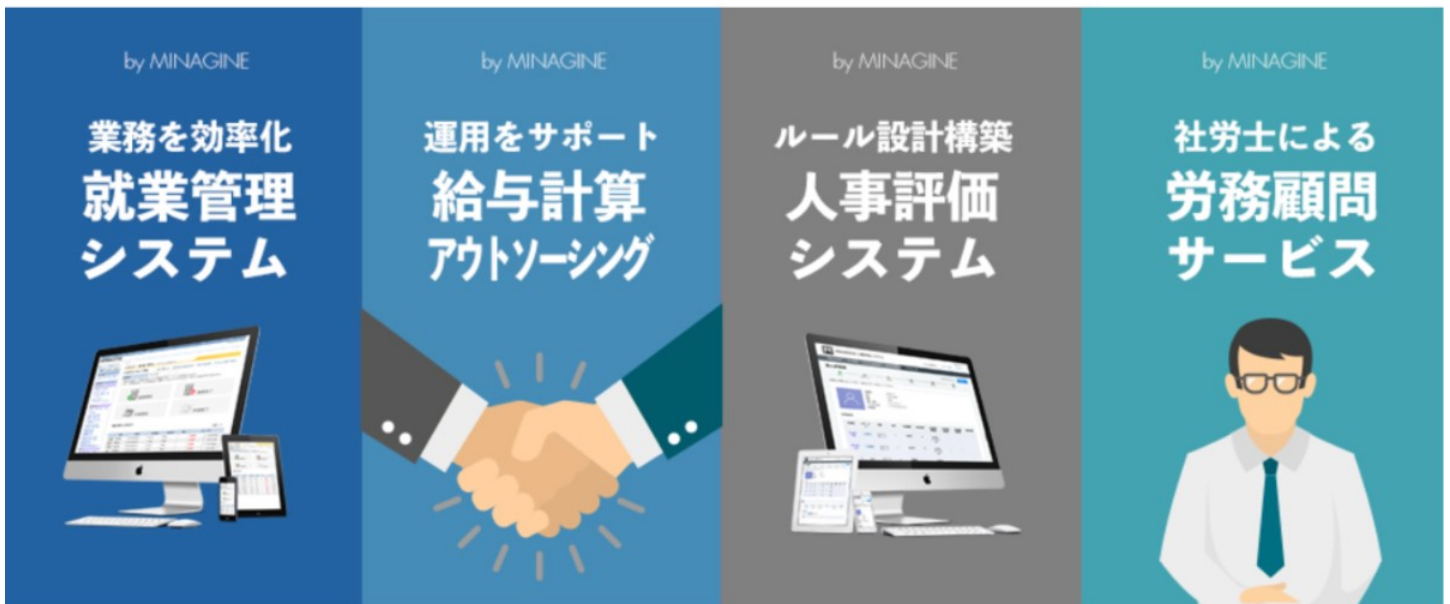 by MINAGINE
業務を効率化
就業管理
システム
by MINAGINE
運用をサポート
給与計算
アウトソーシング
by MINAGINE
ルール設計構築
人事評価
システム
by MINAGINE
社労士による
労務顧問
サービス